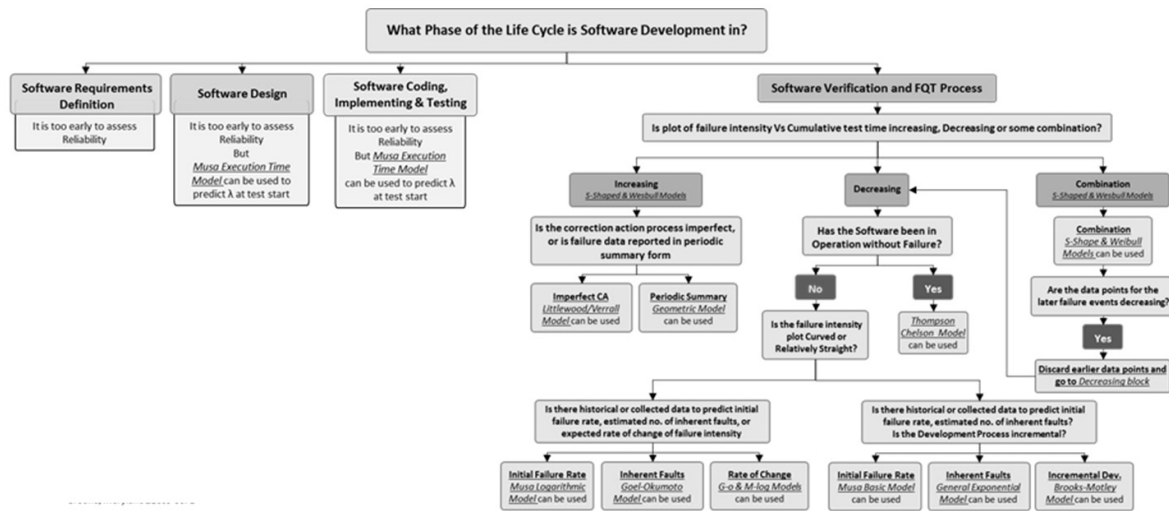 What Phase of the Life Cycle is Software Development in?
Software Requirements
Definition
It is too early to assess
Reliability
Software Design
It is too early to assess
Reliability
But
Musa Execution Time
Model can be used to
predict λ at test start
Software Coding,
Implementing & Testing
It is too early to assess
Reliability
But Musa Execution
Time Model
can be used to predict λ
at test start
Software Verification and FQT Process
Is plot of failure intensity Vs Cumulative test time increasing, Decreasing or some combination?
Increasing
S-Shaped & Wesbull Models
Decreasing
Combination
S-Shaped & Wesbull Models
Is the correction action process imperfect,
or is failure data reported in periodic
summary form
Imperfect CA
Littlewood/Verrall
Model can be used
Periodic Summary
Geometric Model
can be used
Has the Software been in
Operation without Failure?
No
Yes
Thompson
Chelson Model
can be used
Is the failure intensity
plot Curved or
Relatively Straight?
Combination
S-Shape & Weibull
Models can be used
Are the data points for the
later failure events decreasing?
Yes
Discard earlier data points and
go to Decreasing block
Is there historical or collected data to predict initial
failure rate, estimated no. of inherent faults, or
expected rate of change of failure intensity
Initial Failure Rate
Musa Logarithmic
Model can be used
Inherent Faults
Goel-Okumoto
Model can be used
Rate of Change
G-o & M-log Models
can be used
Is there historical or collected data to predict initial
failure rate, estimated no. of inherent faults?
Is the Development Process incremental?
Initial Failure Rate
Musa Basic Model
can be used
Inherent Faults
General Exponential
Model can be used
Incremental Dev.
Brooks-Motley
Model can be used